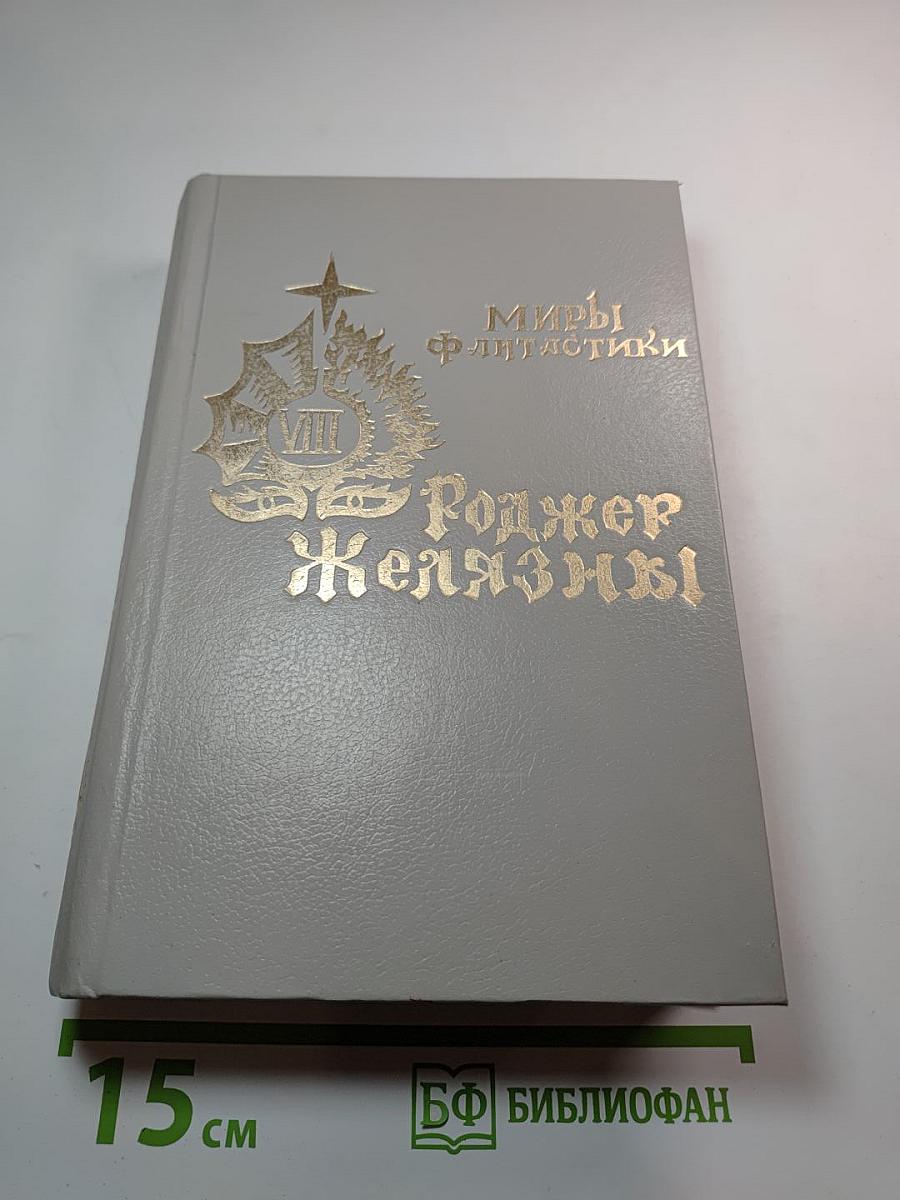 МИРЫ
ФАНТАСТИКИ
VIII
РОДЖЕР
ЖЕЛЯЗНЫ
15 см
БФ БИБЛИОФАН